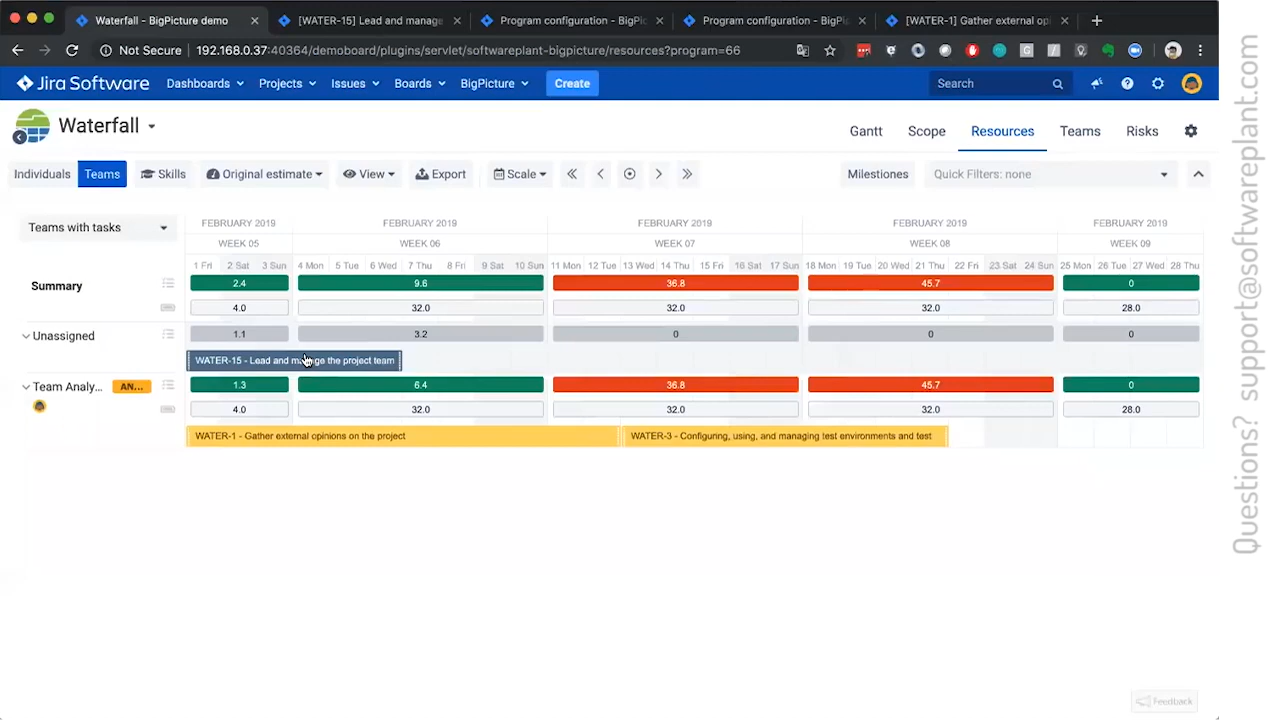 Waterfall - BigPicture demo
[WATER-15] Lead and manage
Program configuration - BigPic
Program configuration - BigPic
[WATER-1] Gather external opi
Not Secure
192.168.0.37:40364/demoboard/plugins/servlet/softwareplant-bigpicture/resources?program=66
Jira Software
Dashboards
Projects
Issues
Boards
BigPicture
Create
Search
Waterfall
Gantt
Scope
Resources
Teams
Risks
Individuals
Teams
Skills
Original estimate
View
Export
Scale
Milestones
Quick Filters: none
Teams with tasks
FEBRUARY 2019 FEBRUARY 2019 FEBRUARY 2019 FEBRUARY 2019 FEBRUARY 2019
WEEK 05 WEEK 06 WEEK 07 WEEK 08 WEEK 09
1 Fri 2 Sat 3 Sun 4 Mon 5 Tue 6 Wed 7 Thu 8 Fri 9 Sat 10 Sun 11 Mon 12 Tue 13 Wed 14 Thu 15 Fri 16 Sat 17 Sun 18 Mon 19 Tue 20 Wed 21 Thu 22 Fri 23 Sat 24 Sun 25 Mon 26 Tue 27 Wed 28 Thu
Summary
2.4 9.6 36.8 45.7 0
4.0 32.0 32.0 32.0 28.0
Unassigned
1.1 3.2 0 0 0
WATER-15 - Lead and manage the project team
Team Analy... AN...
1.3 6.4 36.8 45.7 0
4.0 32.0 32.0 32.0 28.0
WATER-1 - Gather external opinions on the project
WATER-3 - Configuring, using, and managing test environments and test
Feedback
Questions? support@softwareplant.com